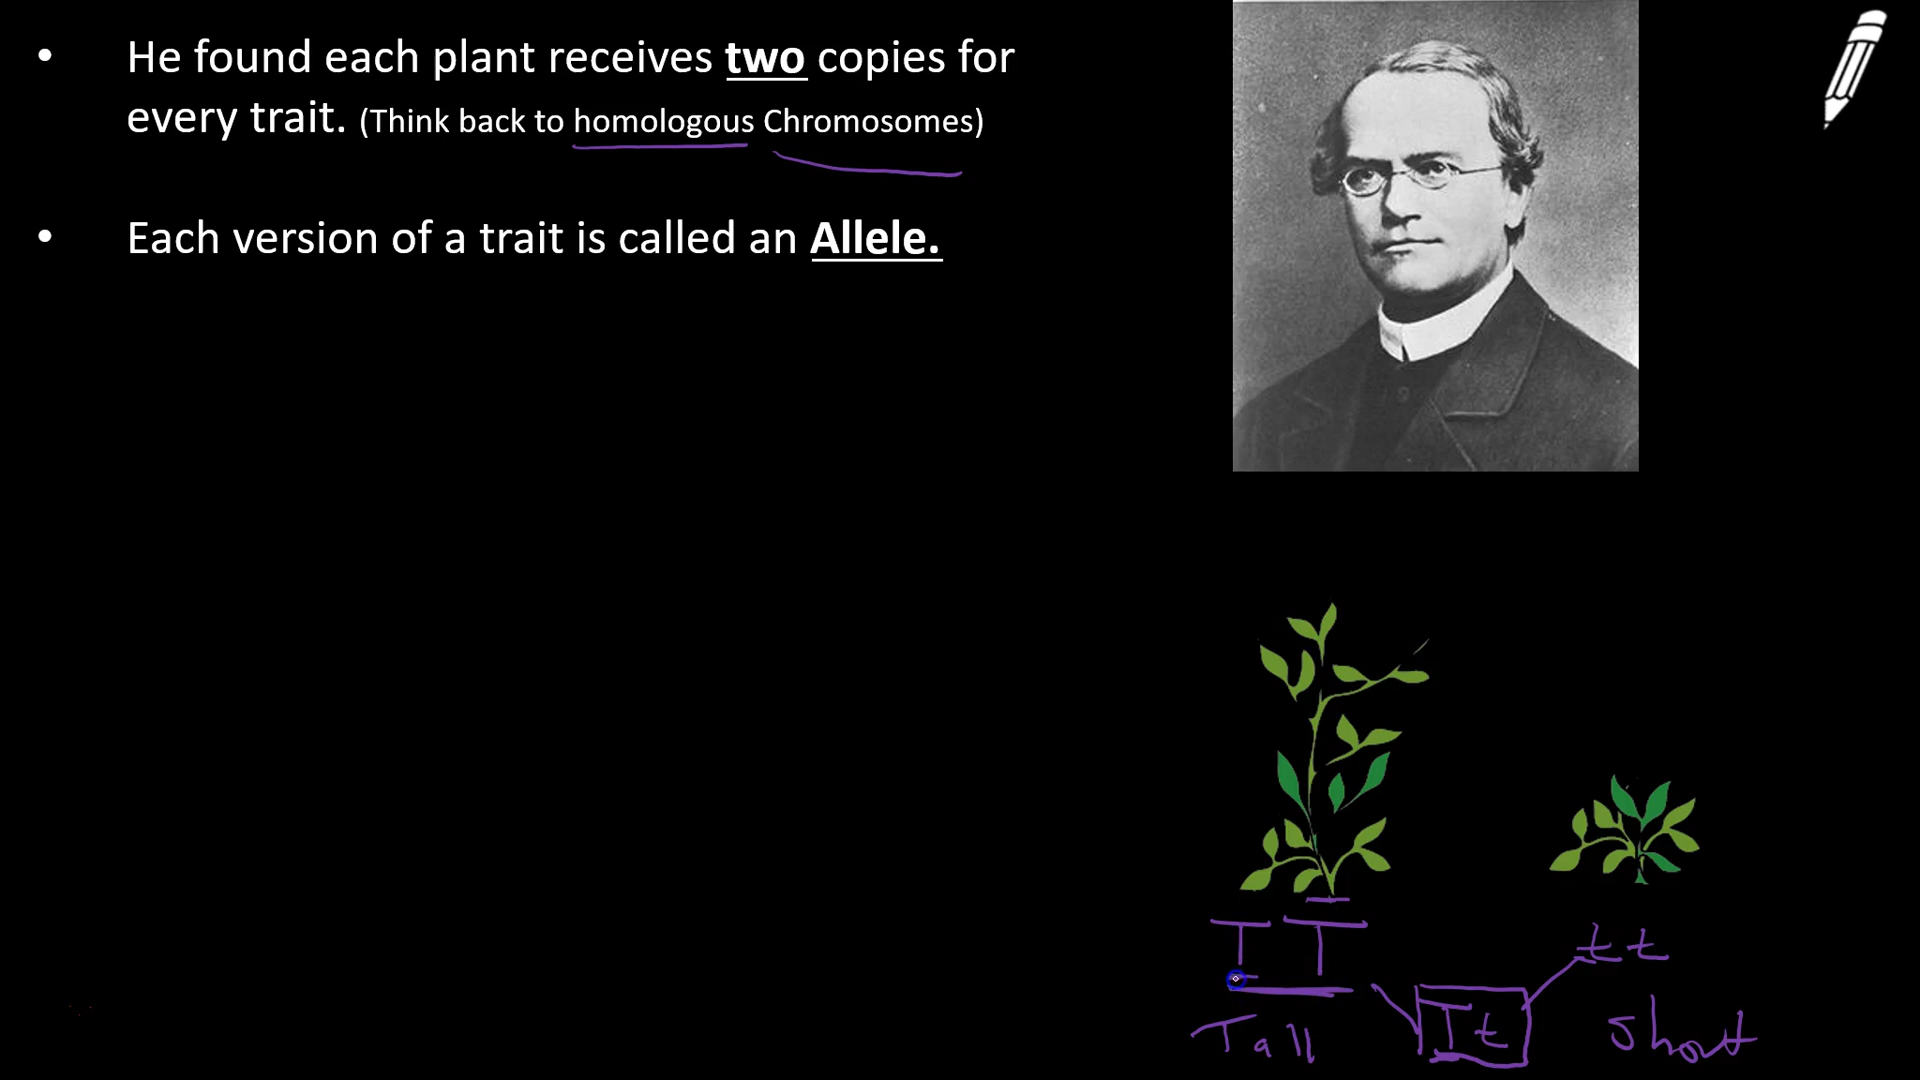 • He found each plant receives two copies for
every trait. (Think back to homologous Chromosomes)
• Each version of a trait is called an Allele.
T T
tt
Tall
Tt
Short